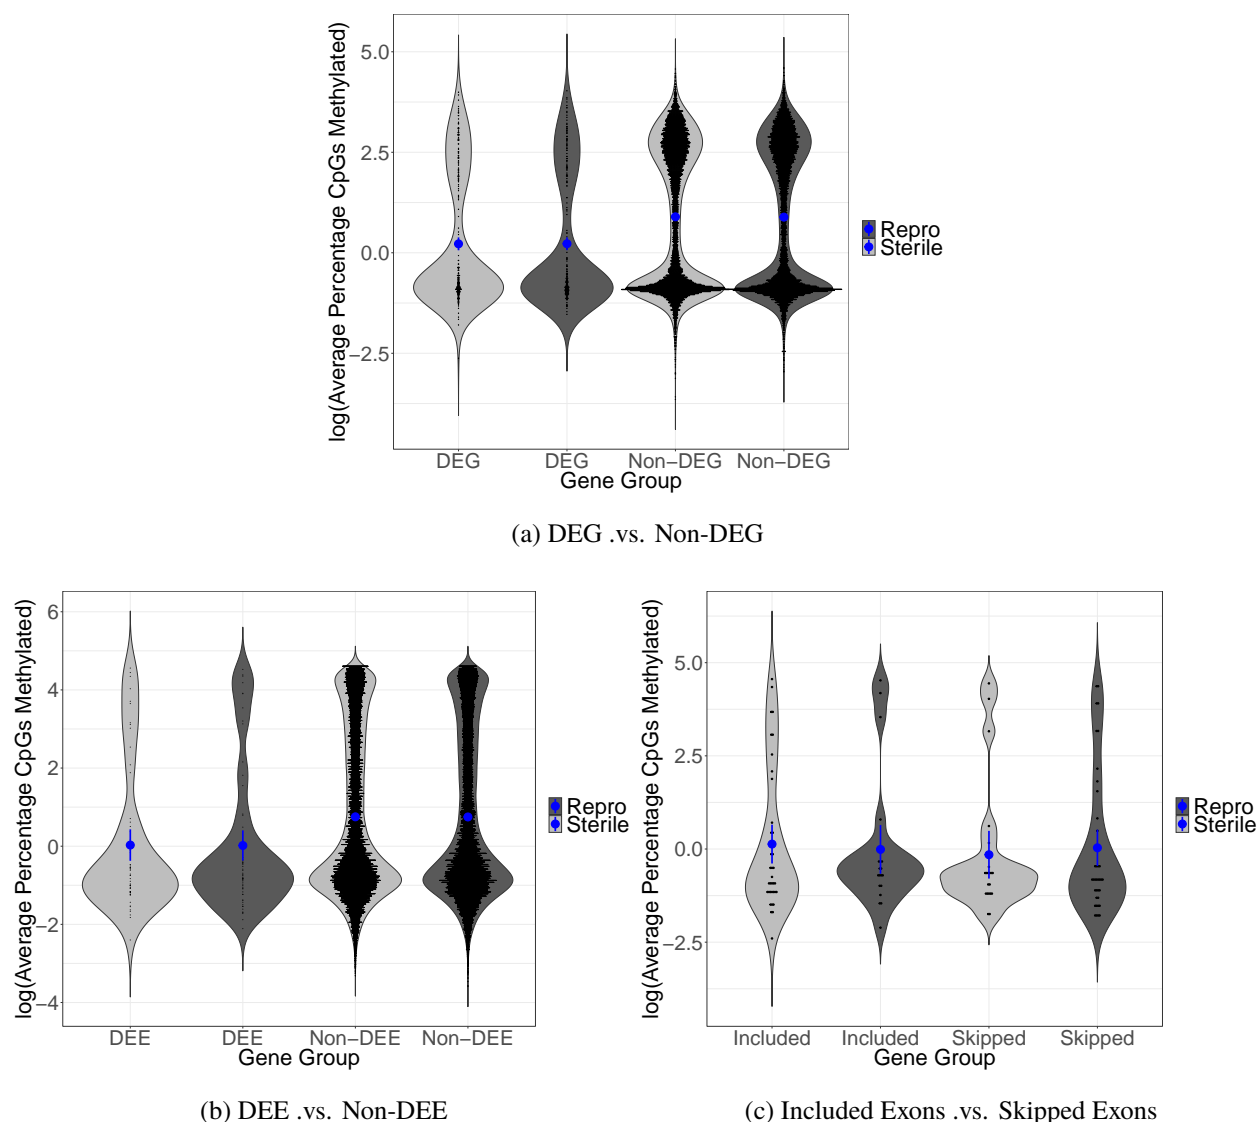 log(Average Percentage CpGs Methylated)
5.0
2.5
0.0
−2.5
DEG DEG Non−DEG Non−DEG
Gene Group
Repro
Sterile
(a) DEG .vs. Non-DEG
log(Average Percentage CpGs Methylated)
6
4
2
0
−2
−4
DEE DEE Non−DEE Non−DEE
Gene Group
Repro
Sterile
(b) DEE .vs. Non-DEE
log(Average Percentage CpGs Methylated)
5.0
2.5
0.0
−2.5
Included Included Skipped Skipped
Gene Group
Repro
Sterile
(c) Included Exons .vs. Skipped Exons